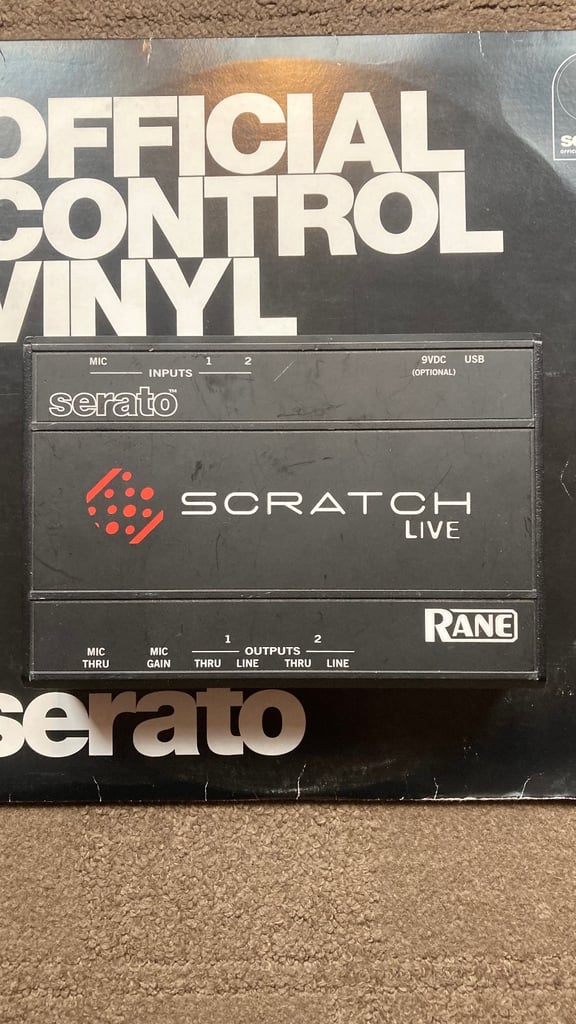 OFFICIAL
CONTROL
VINYL
MIC 1 2
INPUTS
9VDC USB
(OPTIONAL)
serato™
SCRATCH
LIVE
RANE
1 2
OUTPUTS
MIC THRU
MIC GAIN
THRU LINE THRU LINE
serato